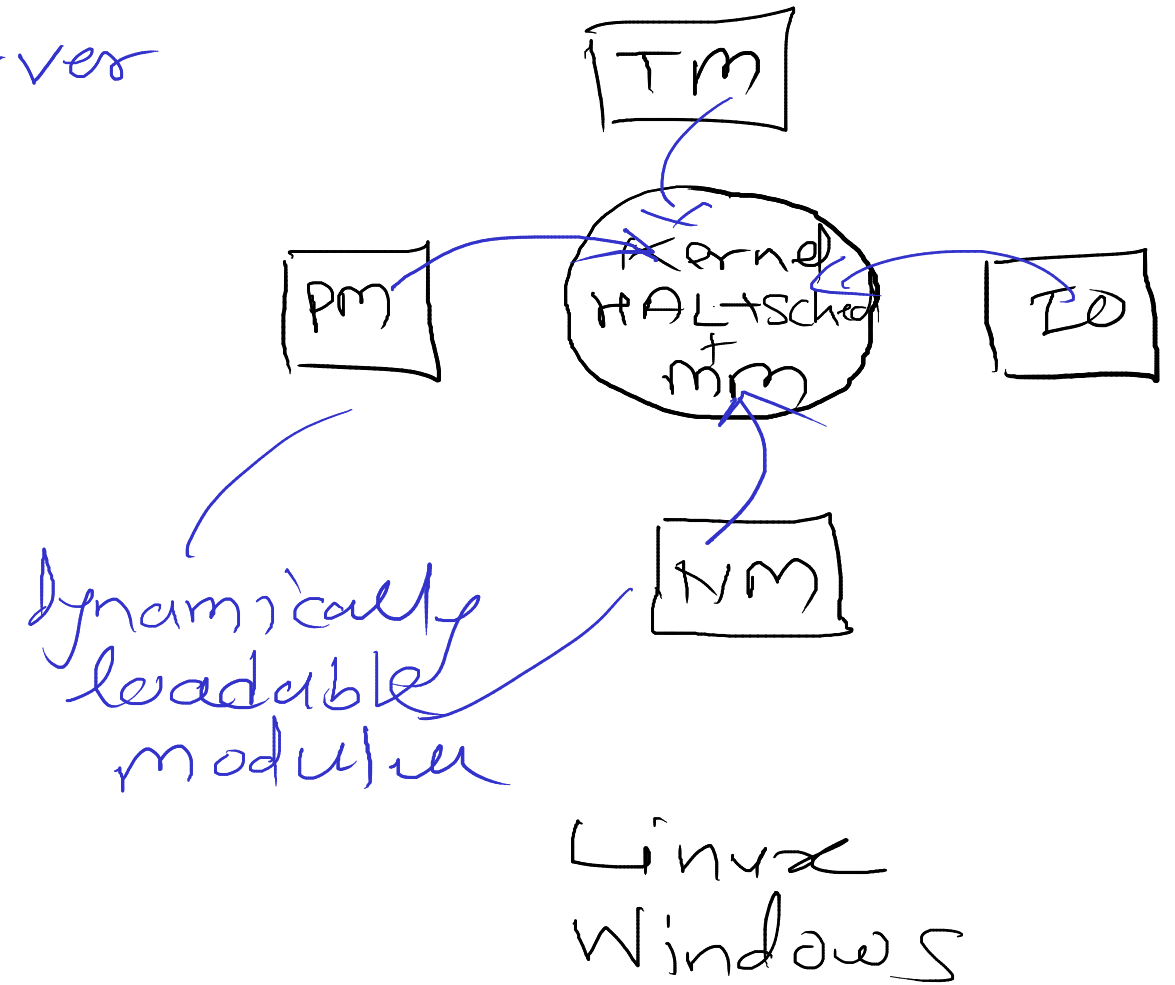 ver
TM
Kernel
PM
HAL+Sched
IO
+
MM
NM
Dynamically
loadable
modules
Linux
Windows